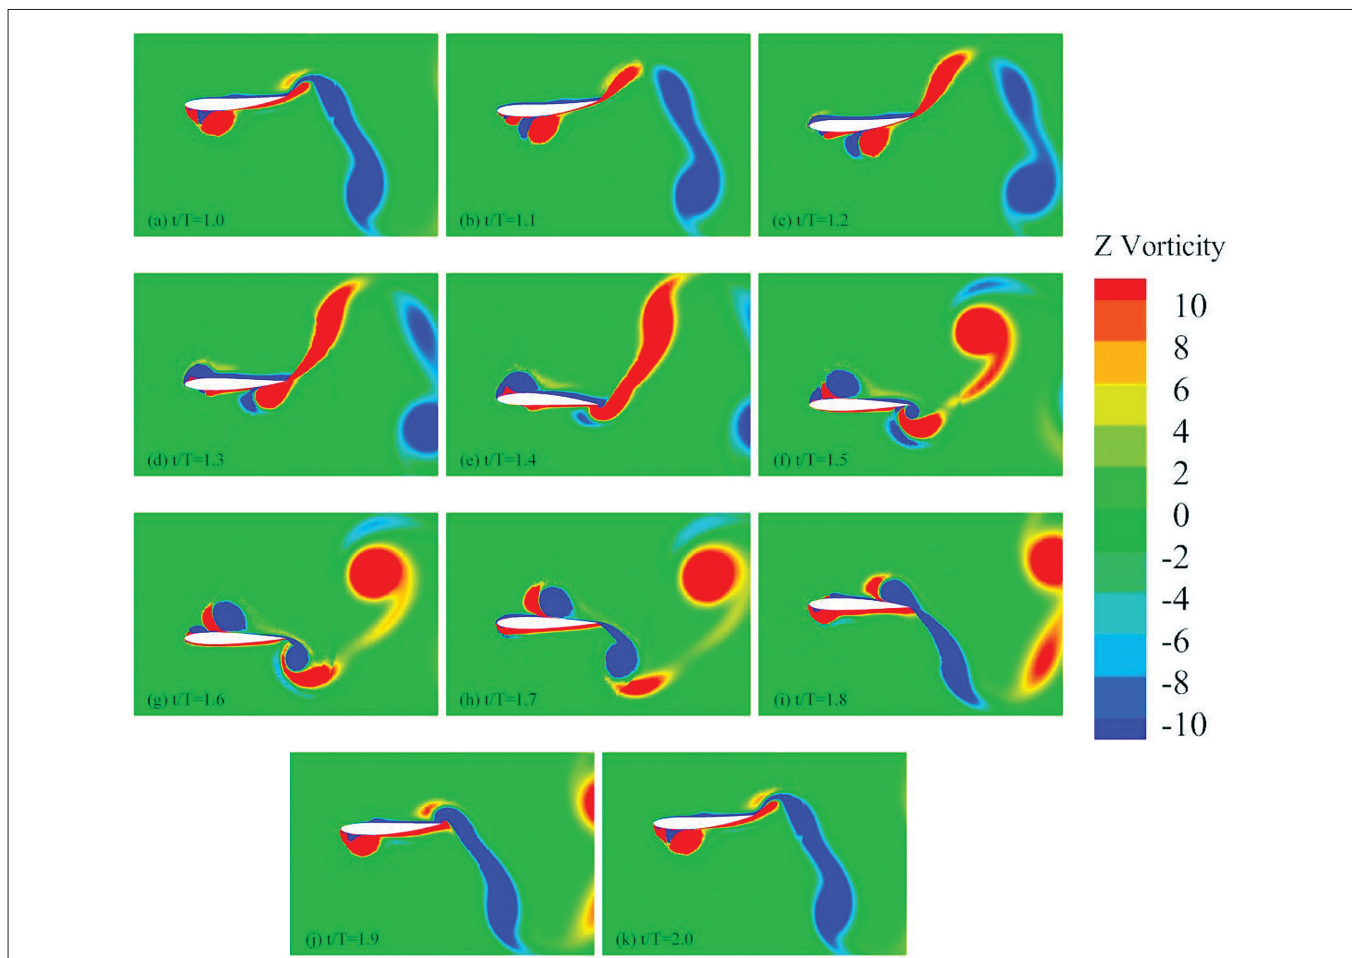 (a) t/T=1.0
(b) t/T=1.1
(c) t/T=1.2
Z Vorticity
10
8
6
4
2
0
-2
-4
-6
-8
-10
(d) t/T=1.3
(e) t/T=1.4
(f) t/T=1.5
(g) t/T=1.6
(h) t/T=1.7
(i) t/T=1.8
(j) t/T=1.9
(k) t/T=2.0